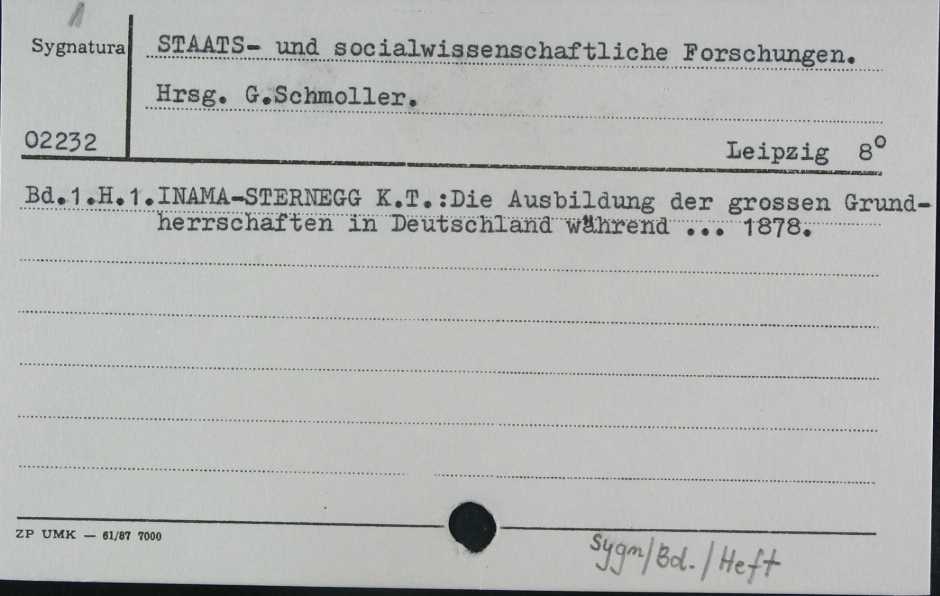 1
Sygnatura
STAATS- und socialwissenschaftliche Forschungen.
Hrsg. G.Schmoller.
02232
Leipzig 8°
Bd.1.H.1.INAMA-STERNEGG K.T.:Die Ausbildung der grossen Grund-
herrschaften in Deutschland während ... 1878.
ZP UMK — 61/87 7000
Sygn/Bd./Heft